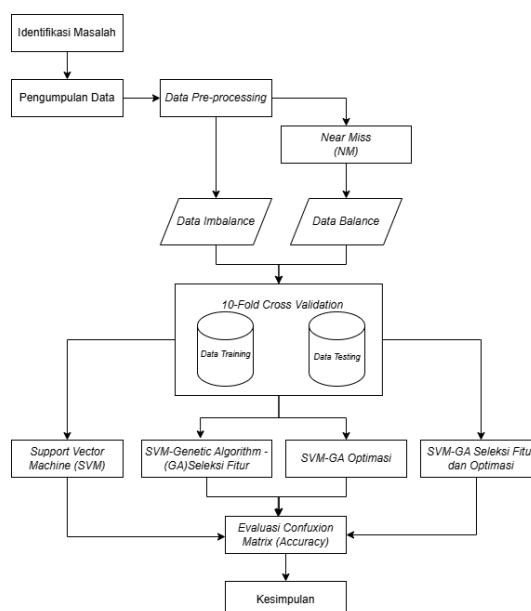 Identifikasi Masalah
Pengumpulan Data
Data Pre-processing
Near Miss
(NM)
Data Imbalance
Data Balance
10-Fold Cross Validation
Data Training
Data Testing
Support Vector
Machine (SVM)
SVM-Genetic Algorithm -
(GA)Seleksi Fitur
SVM-GA Optimasi
SVM-GA Seleksi Fitur
dan Optimasi
Evaluasi Confuxion
Matrix (Accuracy)
Kesimpulan